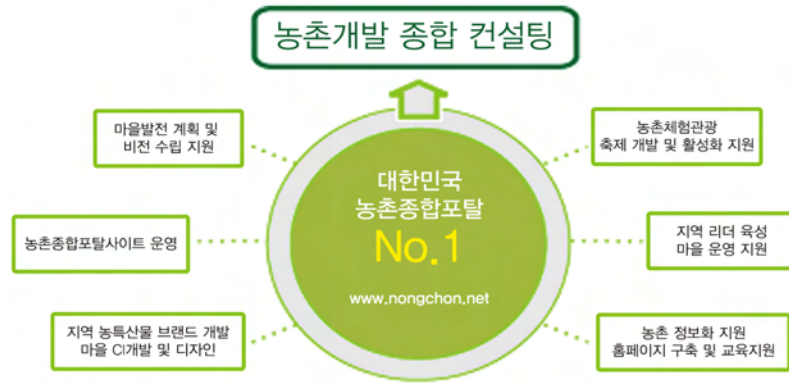 농촌개발 종합 컨설팅
마을발전 계획 및
비전 수립 지원
농촌체험관광
축제 개발 및 활성화 지원
대한민국
농촌종합포탈
No.1
www.nongchon.net
농촌종합포탈사이트 운영
지역 리더 육성
마을 운영 지원
지역 농특산물 브랜드 개발
마을 CI개발 및 디자인
농촌 정보화 지원
홈페이지 구축 및 교육지원